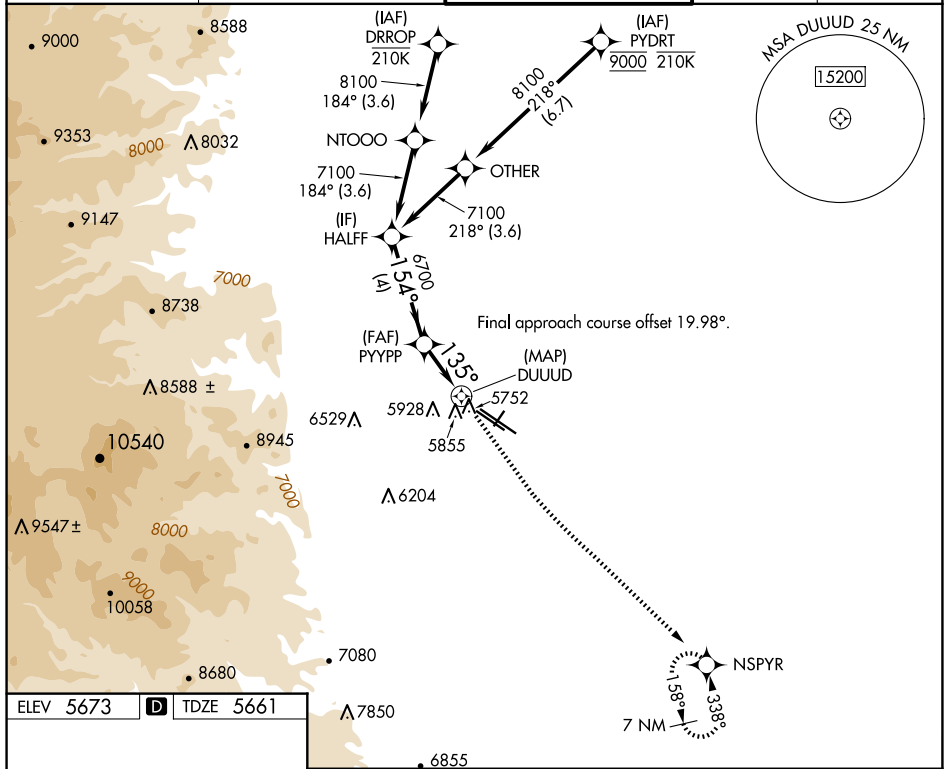 9000
8588
9353
8000
8032
9147
7000
8738
8588 ±
10540
8945
7000
9547 ±
8000
9000
10058
8680
7080
7850
6855
(IAF)
DRROP
210K
8100
184° (3.6)
NTOOO
7100
184° (3.6)
(IF)
HALFF
(IAF)
PYDRT
9000 210K
8100
218°
(6.7)
OTHER
7100
218° (3.6)
6700
154°
(4)
(FAF)
PYYPP
135°
Final approach course offset 19.98°.
(MAP)
DUUUD
5752
5928
5855
6529
6204
NSPYR
158°
338°
7 NM
MSA DUUUD 25 NM
15200
ELEV 5673 D TDZE 5661